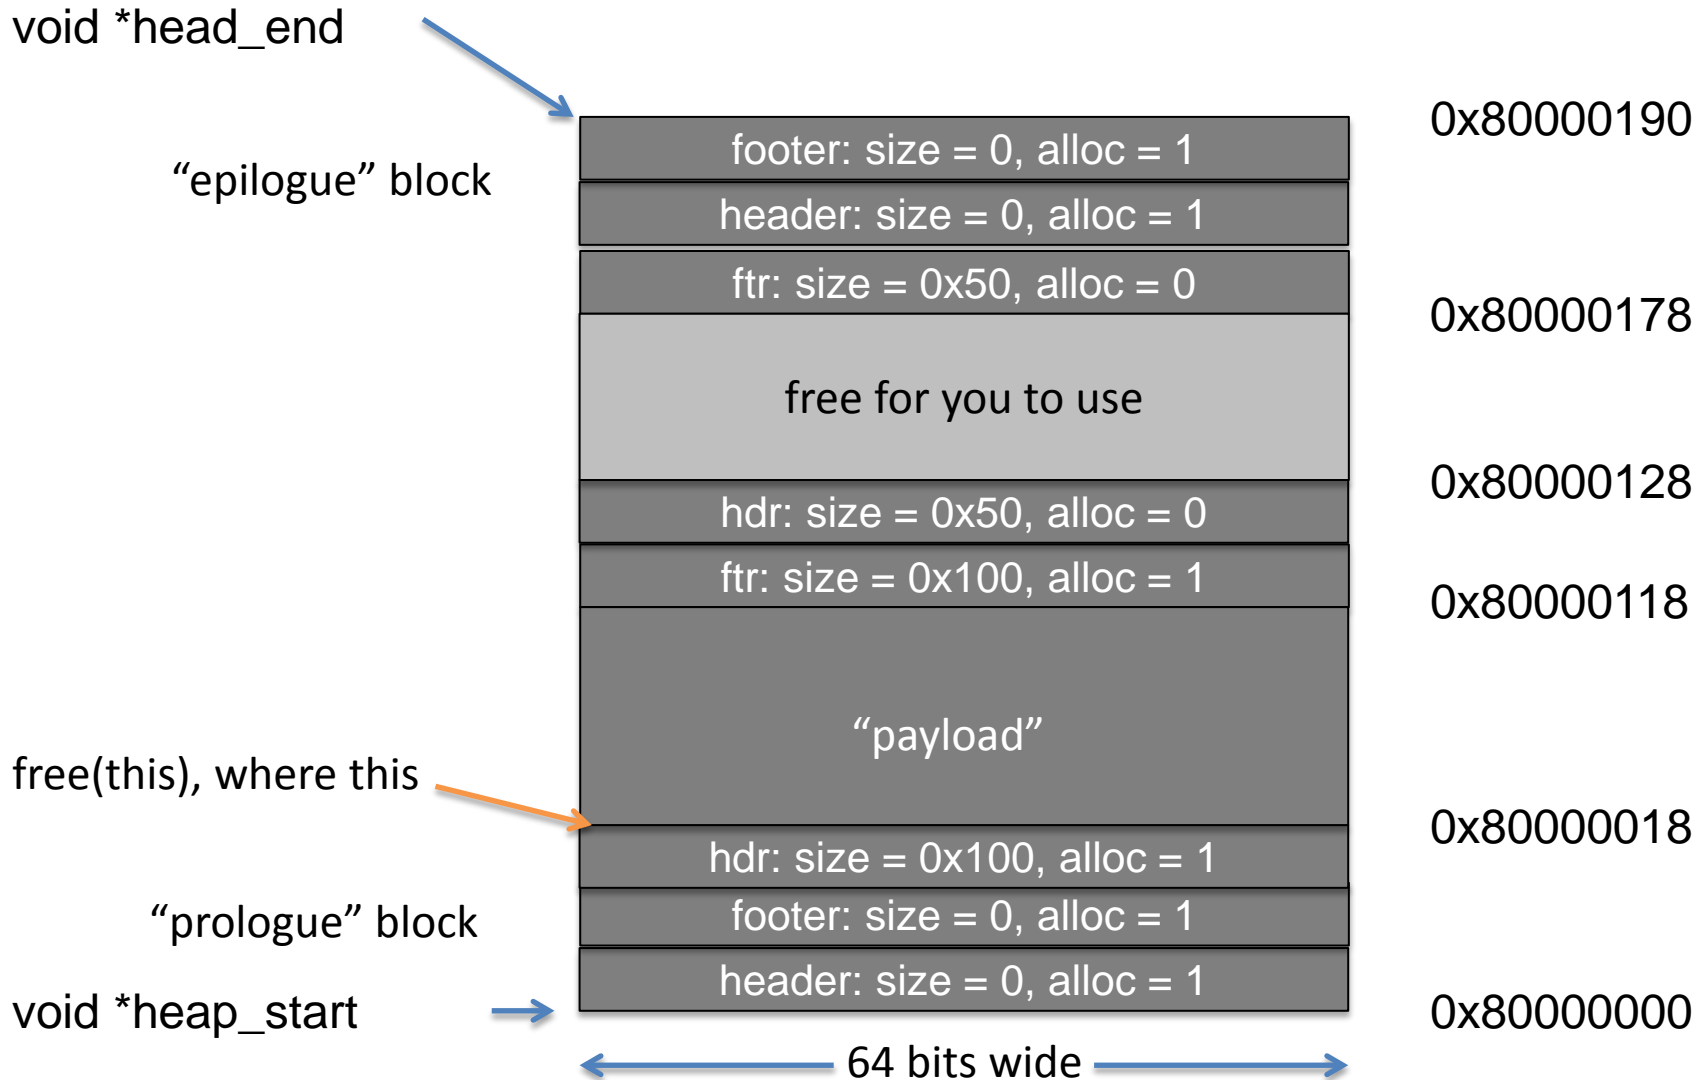 void *head_end
0x80000190
footer: size = 0, alloc = 1
“epilogue” block
header: size = 0, alloc = 1
ftr: size = 0x50, alloc = 0
0x80000178
free for you to use
0x80000128
hdr: size = 0x50, alloc = 0
ftr: size = 0x100, alloc = 1
0x80000118
“payload”
free(this), where this
0x80000018
hdr: size = 0x100, alloc = 1
footer: size = 0, alloc = 1
“prologue” block
header: size = 0, alloc = 1
void *heap_start
0x80000000
64 bits wide